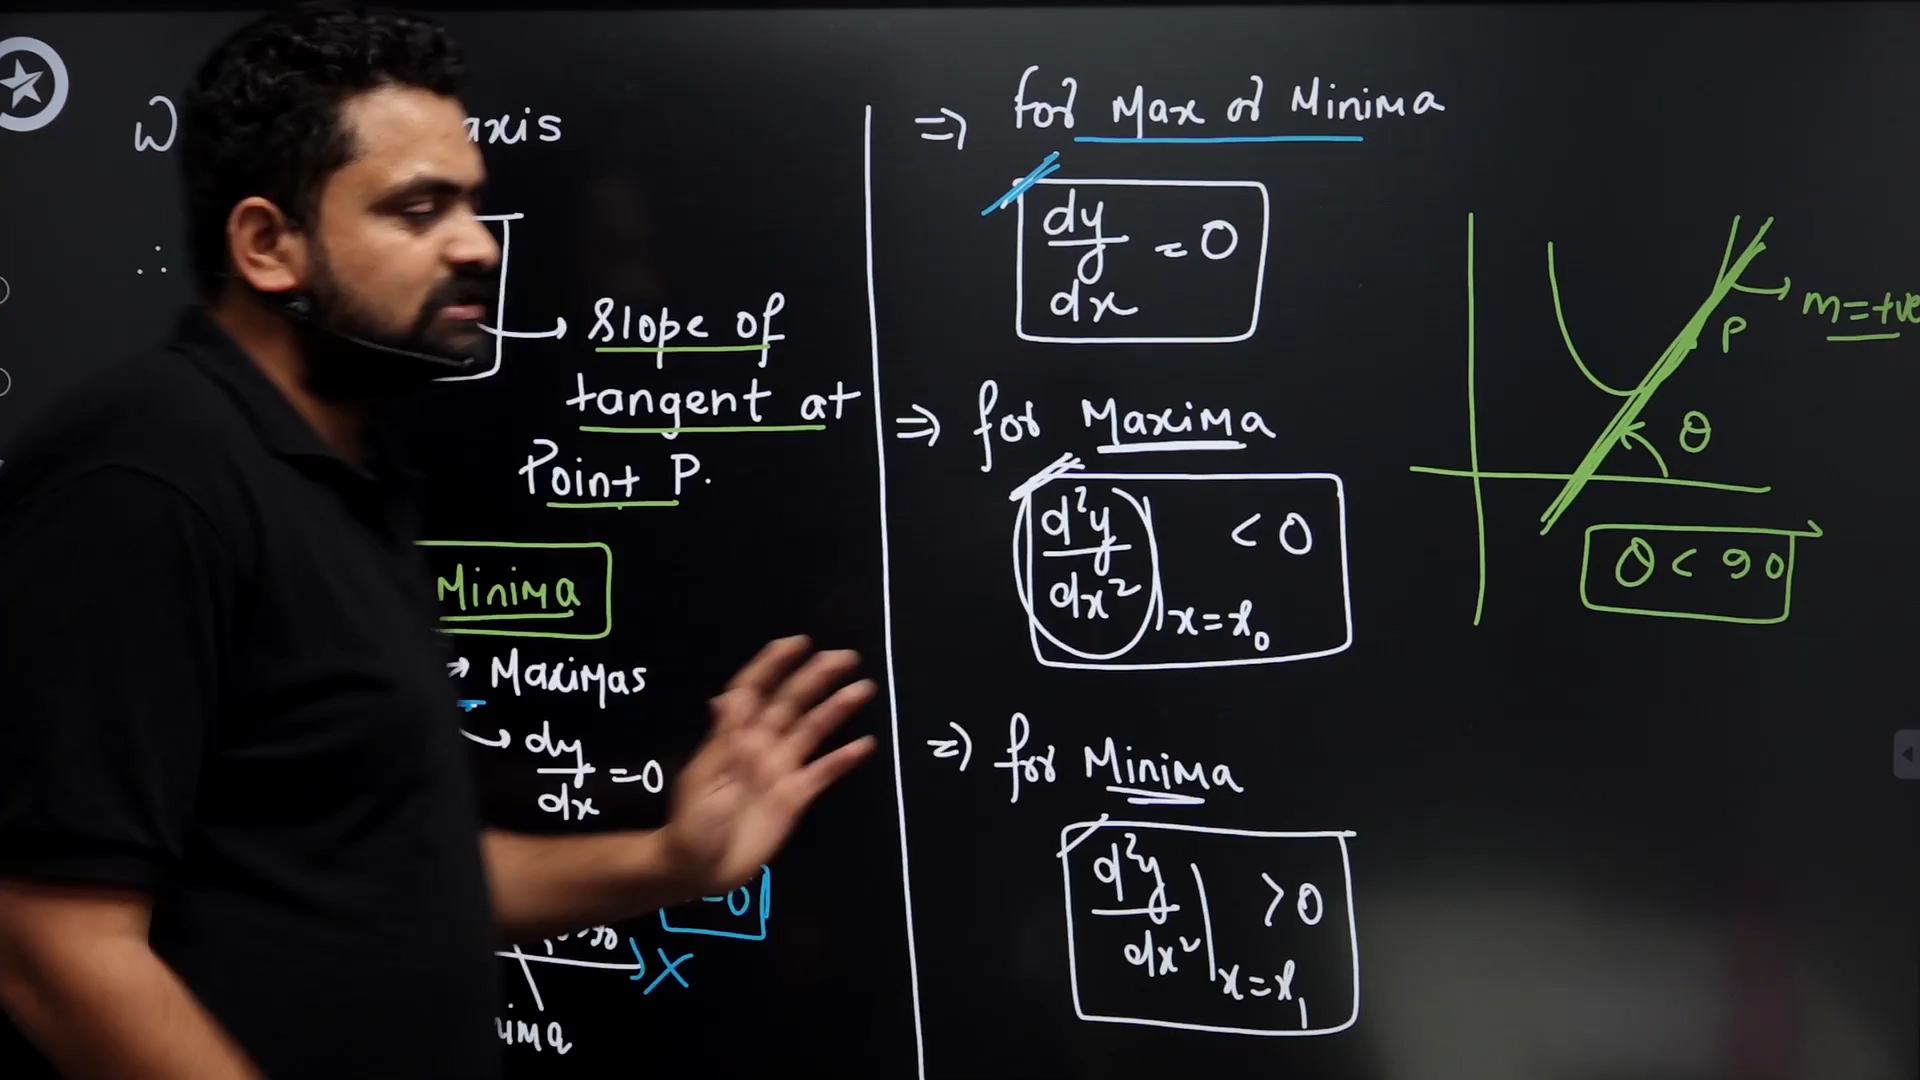 axis
∴
Slope of
tangent at
Point P.
Minima
→ Maximas
→ dy/dx = 0
X
⇒ for Max or Minima
dy/dx = 0
⇒ for Maxima
d²y/dx² | x = x₀ < 0
⇒ for Minima
d²y/dx² | x = x₁ > 0
m = +ve
P
θ
θ < 90